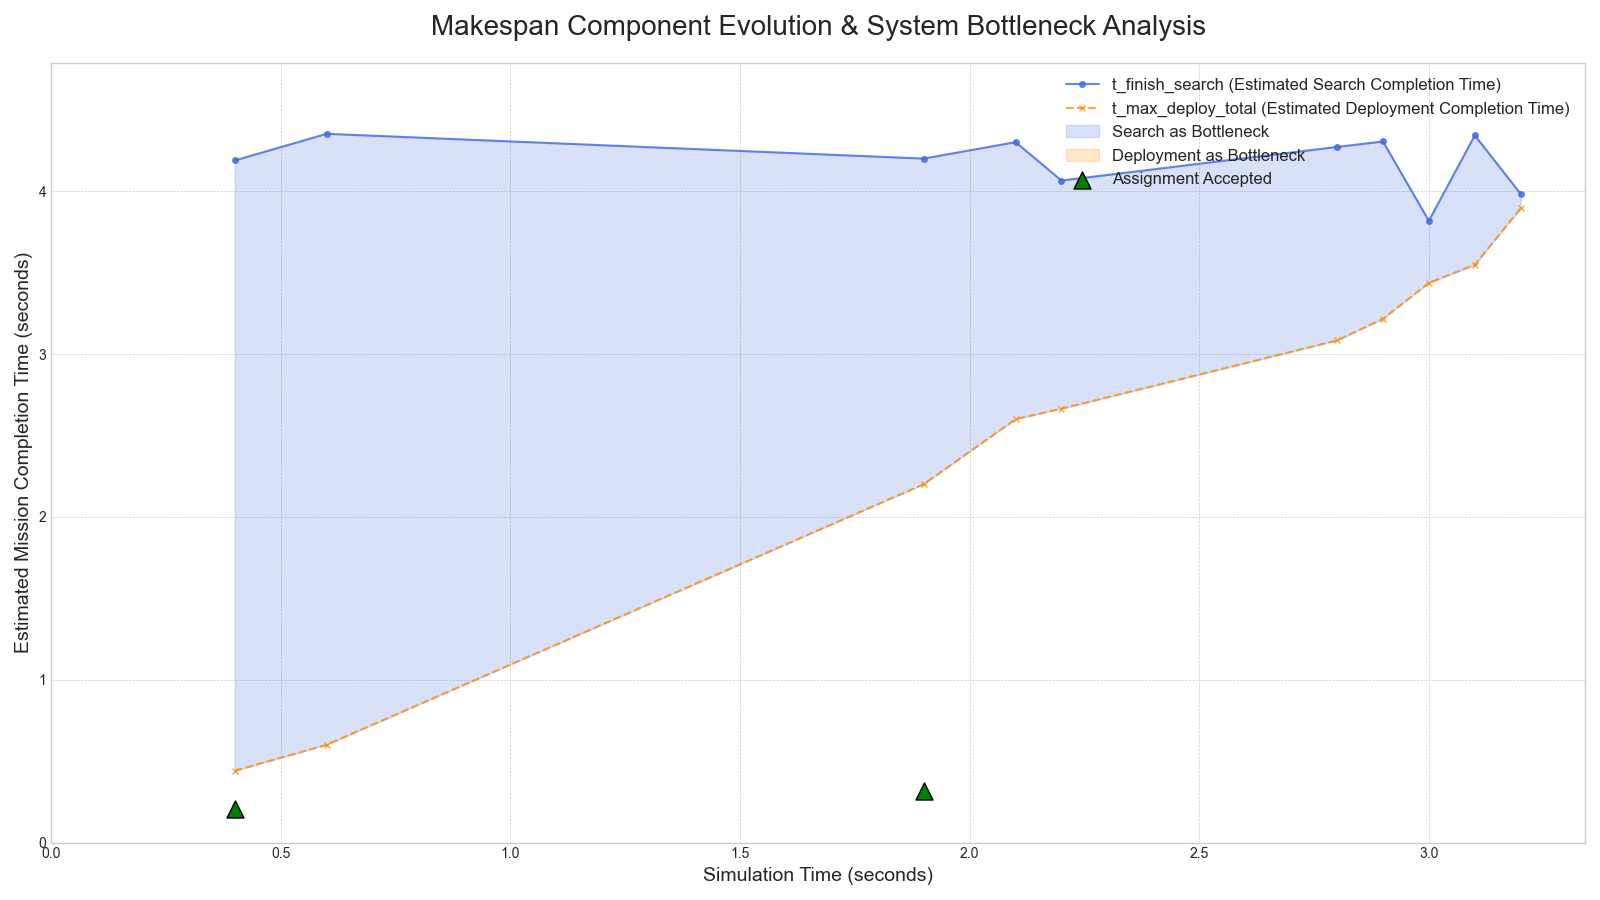 Makespan Component Evolution & System Bottleneck Analysis
t_finish_search (Estimated Search Completion Time)
t_max_deploy_total (Estimated Deployment Completion Time)
Search as Bottleneck
Deployment as Bottleneck
Assignment Accepted
Estimated Mission Completion Time (seconds)
4
3
2
1
0
0.0 0.5 1.0 1.5 2.0 2.5 3.0
Simulation Time (seconds)